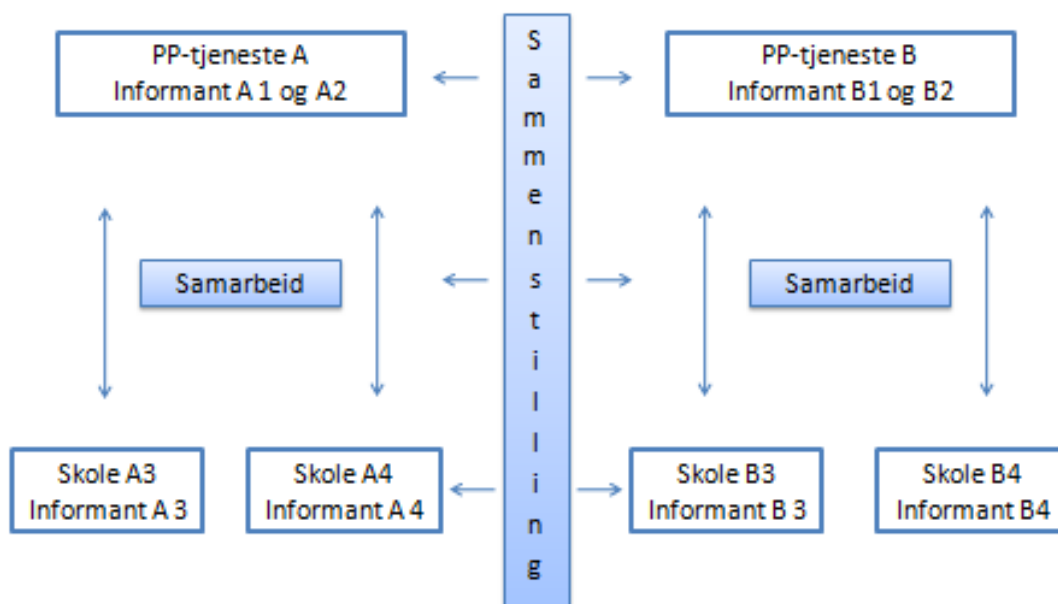 PP-tjeneste A
Informant A 1 og A2
Sammenstilling
PP-tjeneste B
Informant B1 og B2
Samarbeid
Samarbeid
Skole A3
Informant A 3
Skole A4
Informant A 4
Skole B3
Informant B 3
Skole B4
Informant B4